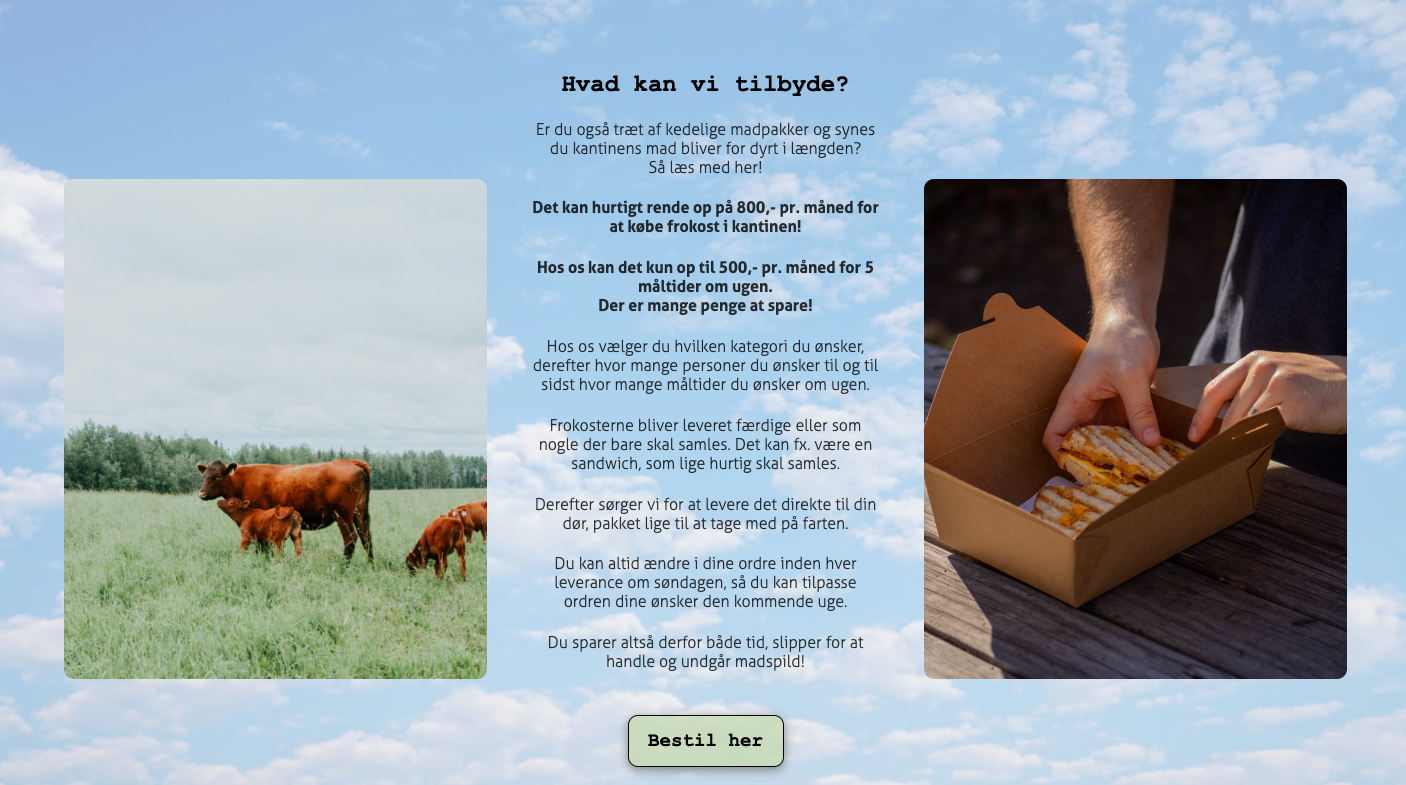 Hvad kan vi tilbyde?
Er du også træt af kedelige madpakker og synes
du kantinens mad bliver for dyrt i længden?
Så læs med her!
Det kan hurtigt rende op på 800,- pr. måned for
at købe frokost i kantinen!
Hos os kan det kun op til 500,- pr. måned for 5
måltider om ugen.
Der er mange penge at spare!
Hos os vælger du hvilken kategori du ønsker,
derefter hvor mange personer du ønsker til og til
sidst hvor mange måltider du ønsker om ugen.
Frokosterne bliver leveret færdige eller som
nogle der bare skal samles. Det kan fx. være en
sandwich, som lige hurtig skal samles.
Derefter sørger vi for at levere det direkte til din
dør, pakket lige til at tage med på farten.
Du kan altid ændre i dine ordre inden hver
leverance om søndagen, så du kan tilpasse
ordren dine ønsker den kommende uge.
Du sparer altså derfor både tid, slipper for at
handle og undgår madspild!
Bestil her